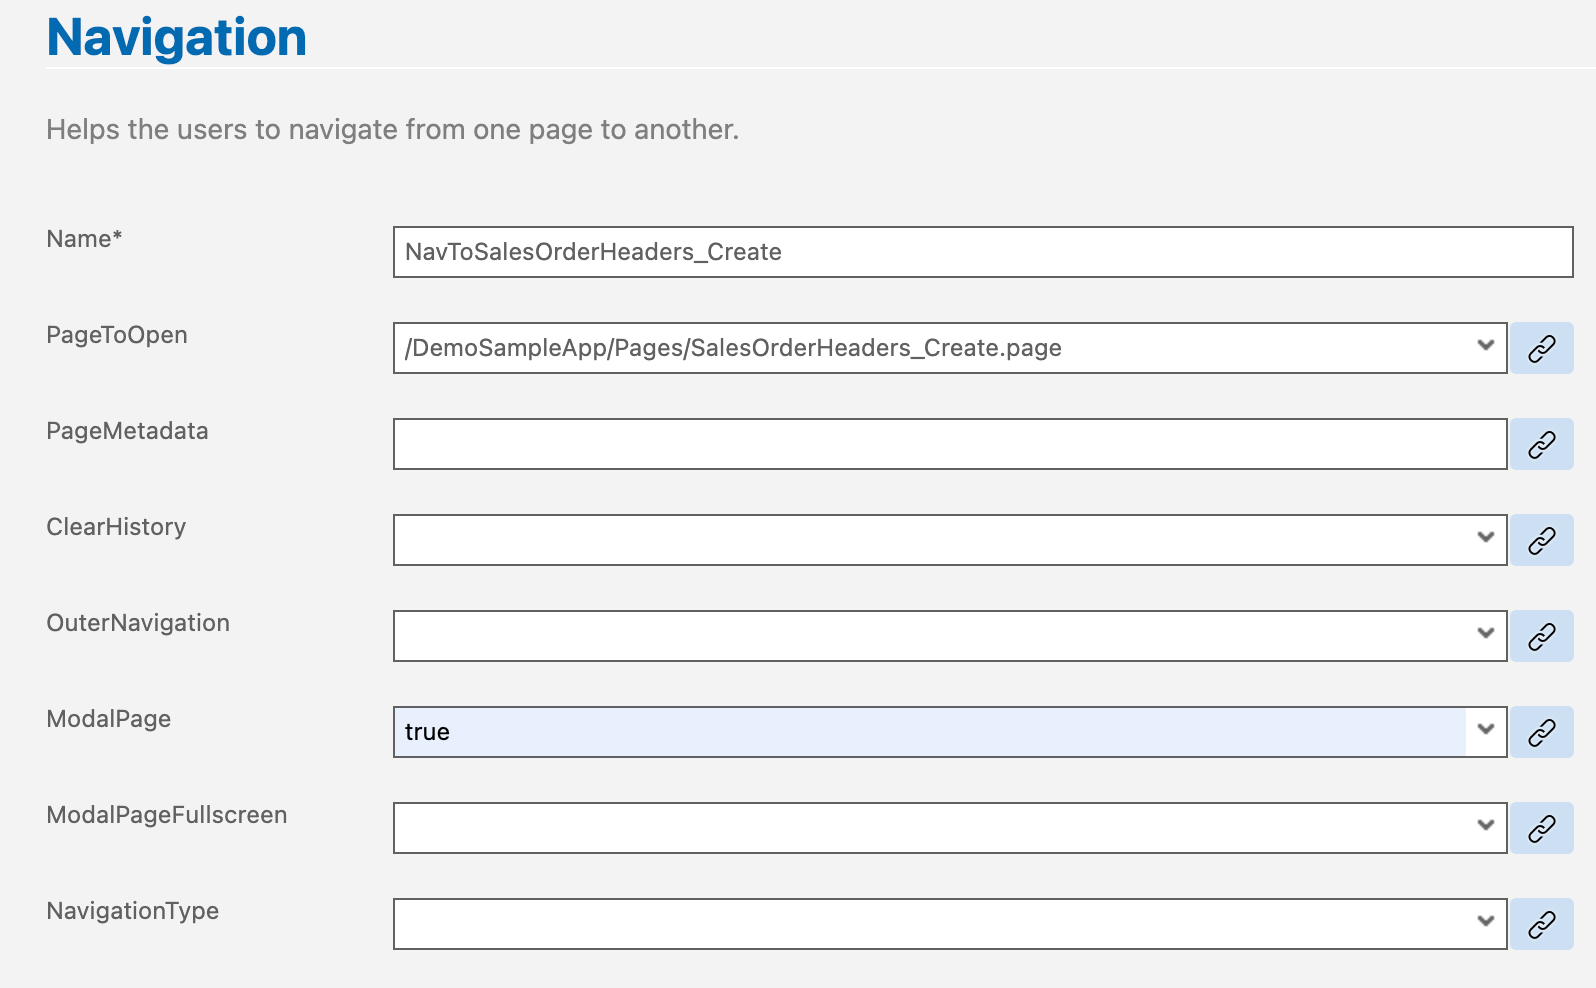 Navigation
Helps the users to navigate from one page to another.
Name*
NavToSalesOrderHeaders_Create
PageToOpen
/DemoSampleApp/Pages/SalesOrderHeaders_Create.page
PageMetadata
ClearHistory
OuterNavigation
ModalPage
true
ModalPageFullscreen
NavigationType